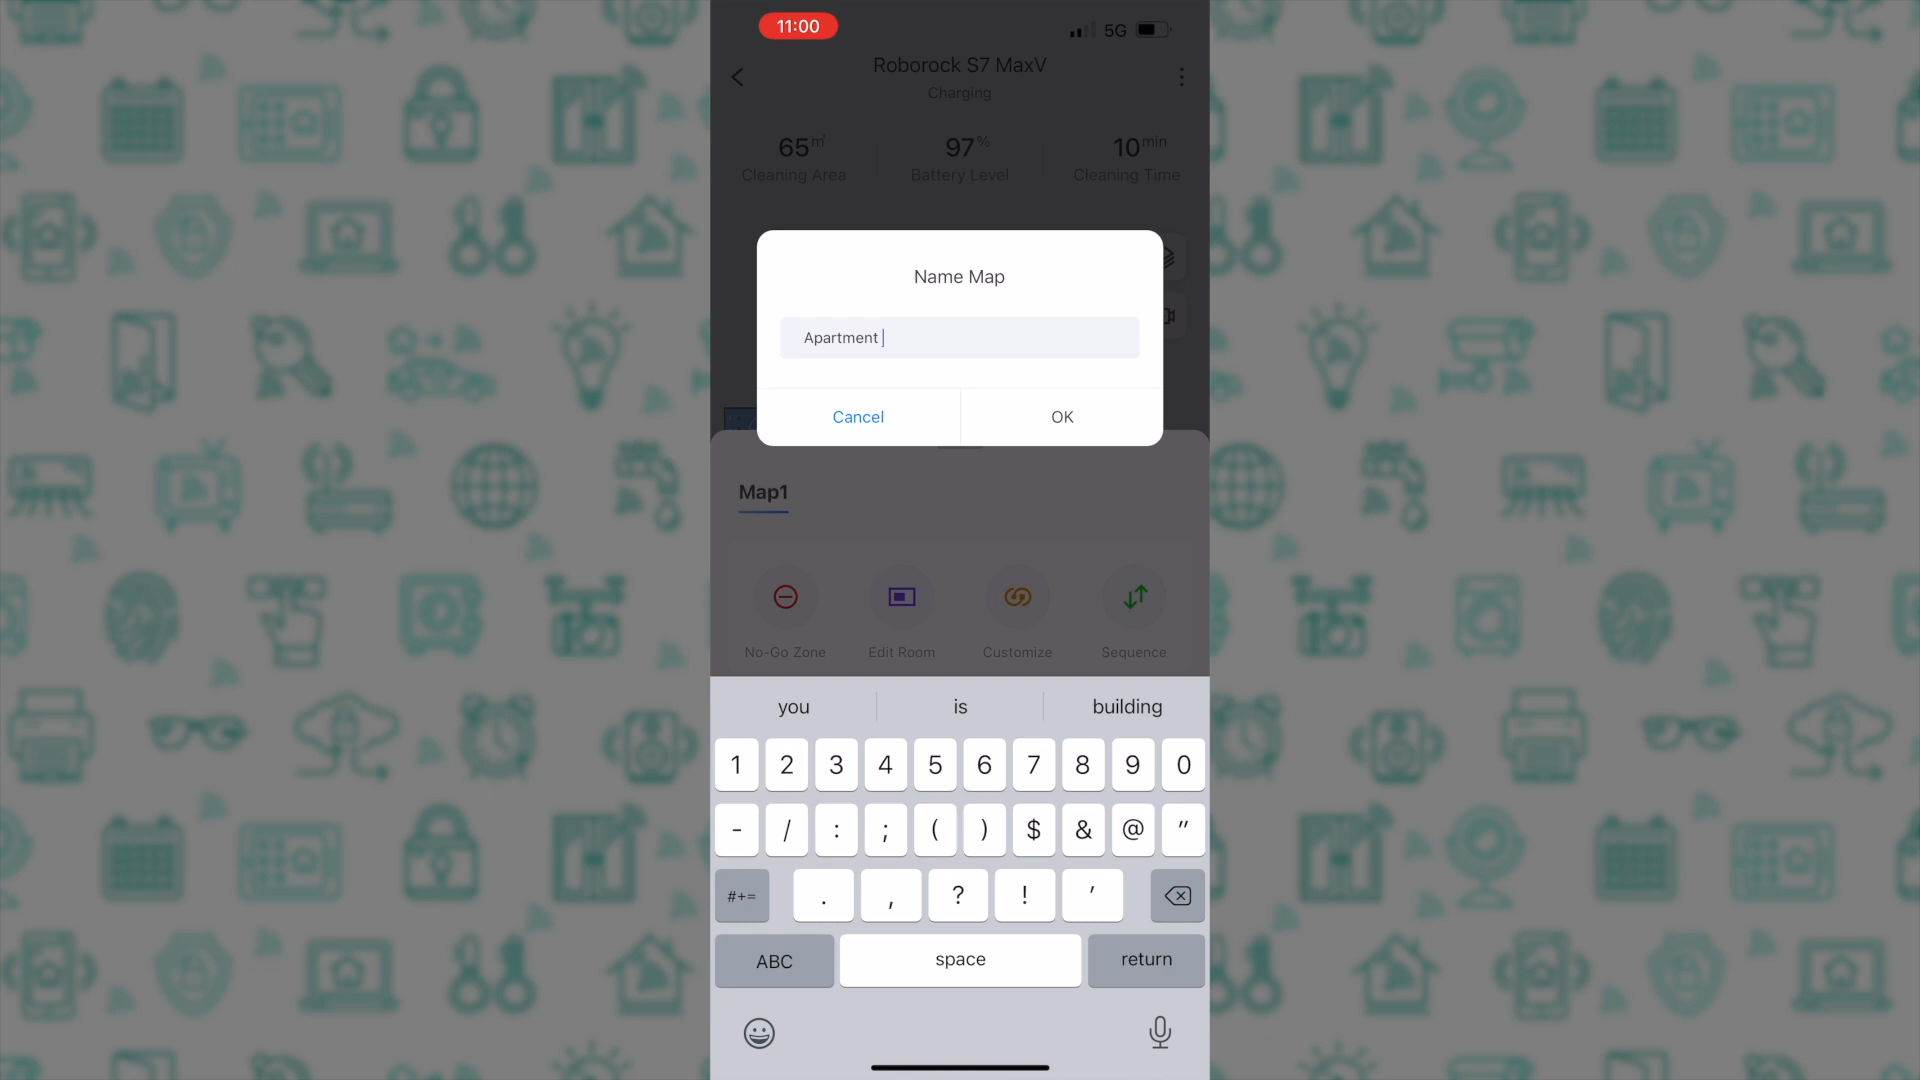 11:00
5G
Roborock S7 MaxV
Charging
65 ㎡ 97 % 10 min
Cleaning Area Battery Level Cleaning Time
Name Map
Apartment
Cancel OK
Map1
No-Go Zone Edit Room Customize Sequence
you is building
1 2 3 4 5 6 7 8 9 0
- / : ; ( ) $ & @ "
#+= . , ? ! '
ABC space return